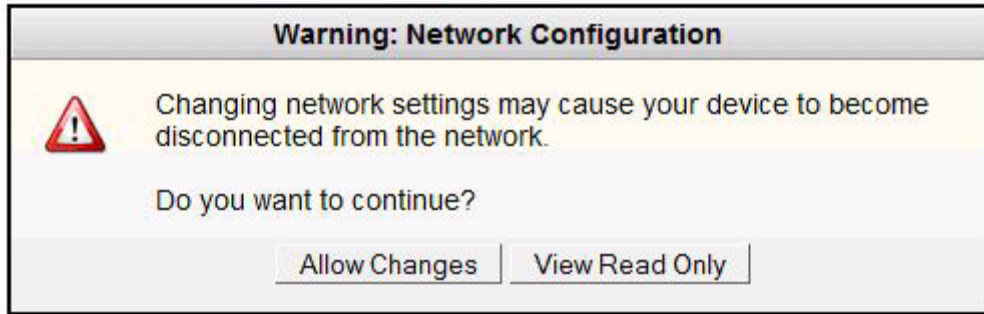 Warning: Network Configuration
Changing network settings may cause your device to become
disconnected from the network.
Do you want to continue?
Allow Changes View Read Only